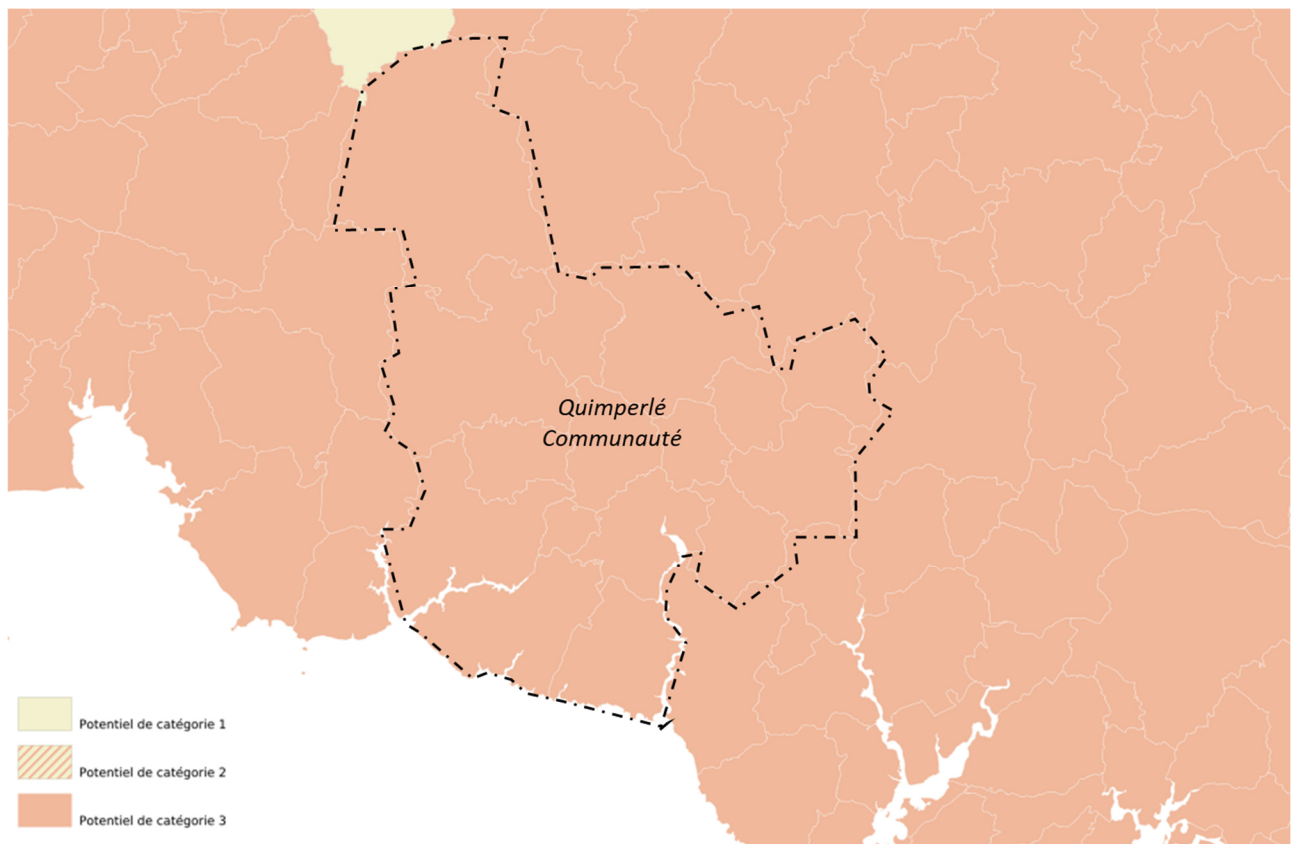 Quimperlé
Communauté
Potentiel de catégorie 1
Potentiel de catégorie 2
Potentiel de catégorie 3